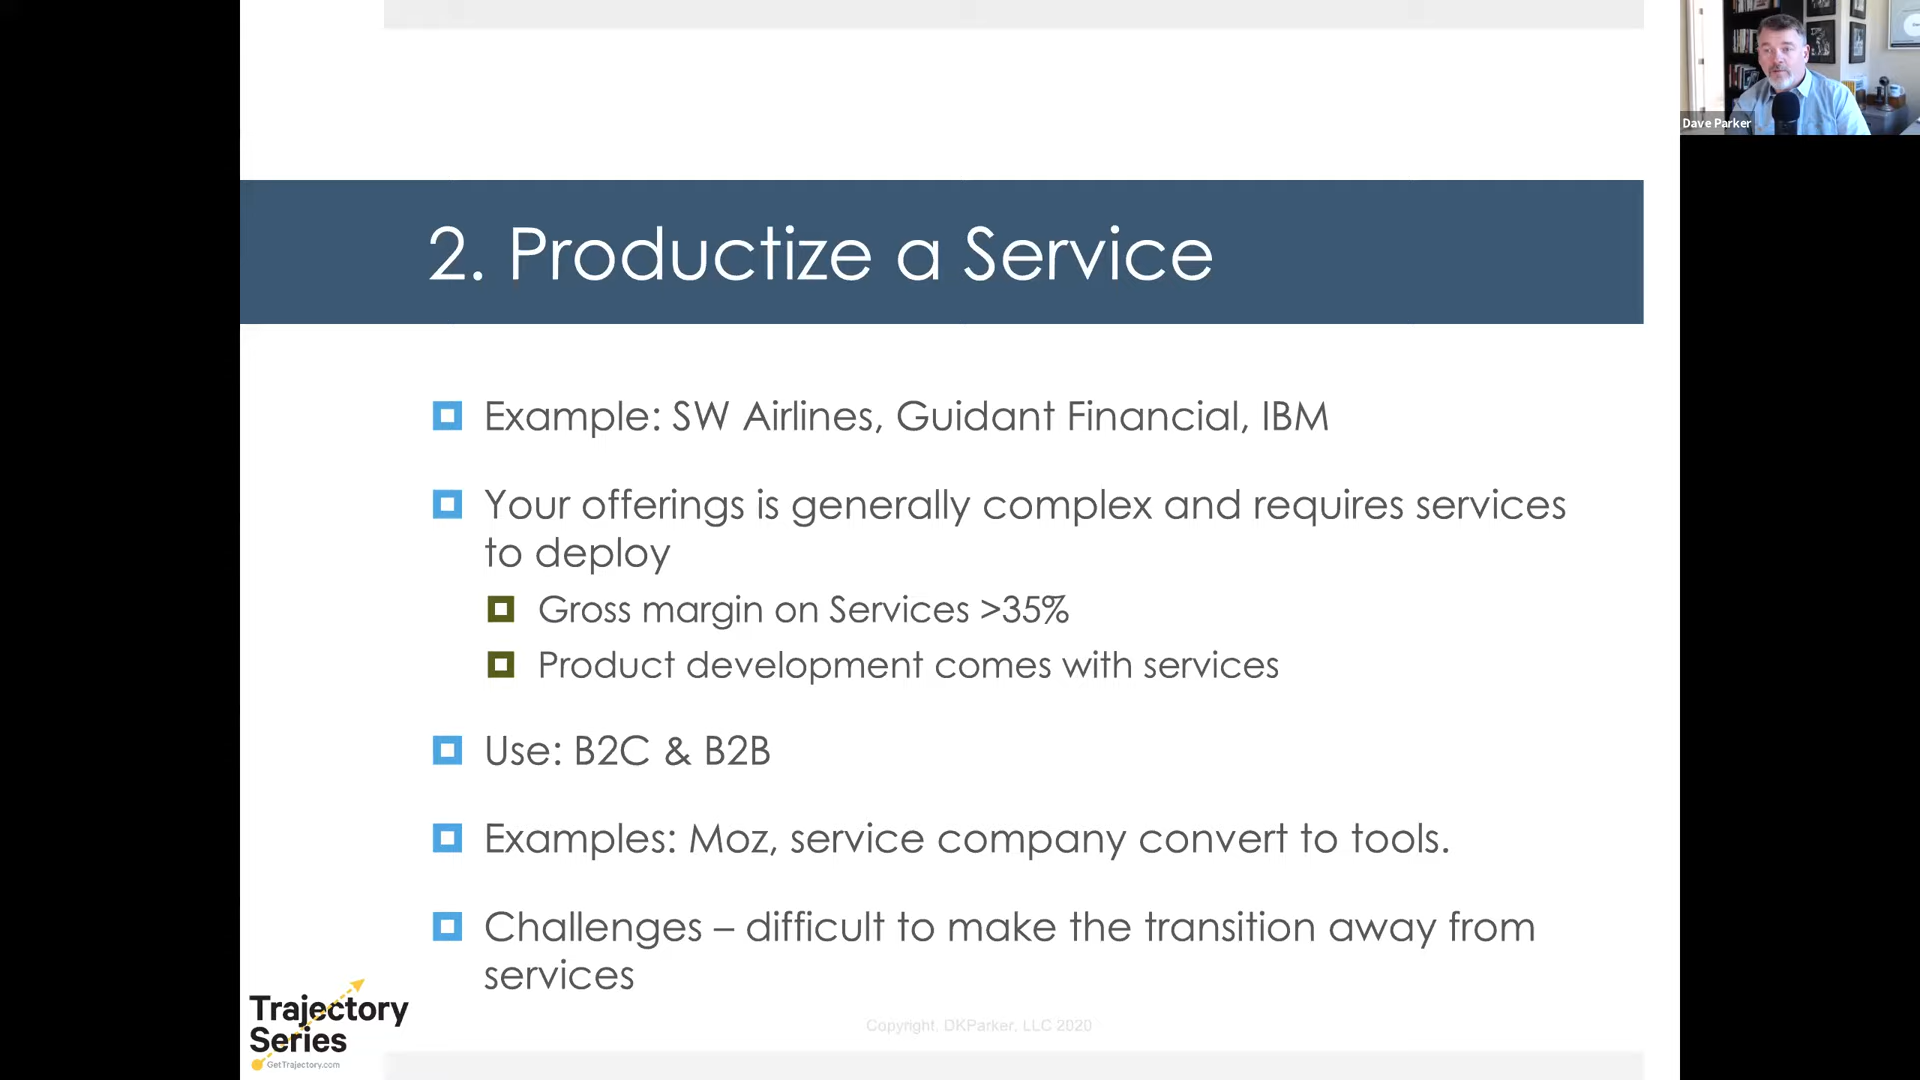 Dave Parker
2. Productize a Service
Example: SW Airlines, Guidant Financial, IBM
Your offerings is generally complex and requires services
to deploy
Gross margin on Services >35%
Product development comes with services
Use: B2C & B2B
Examples: Moz, service company convert to tools.
Challenges – difficult to make the transition away from
services
Trajectory
Series
GetTrajectory.com
Copyright, DKParker, LLC 2020